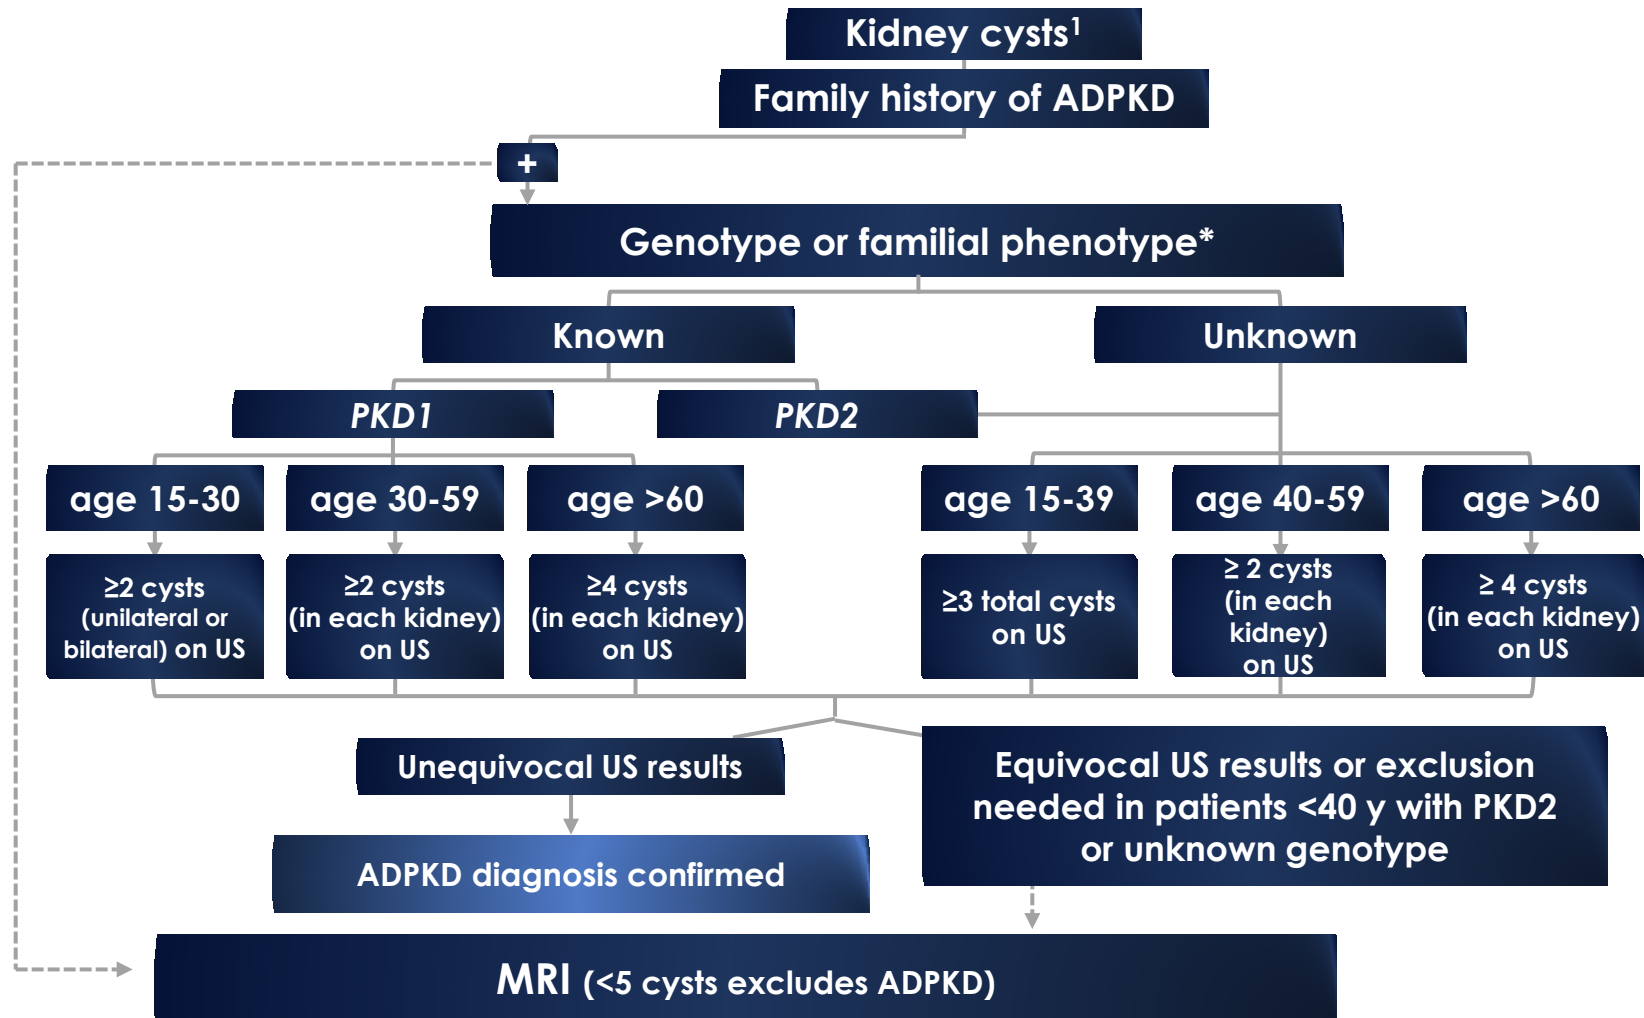 Kidney cysts¹
Family history of ADPKD
+
Genotype or familial phenotype*
Known
Unknown
PKD1
PKD2
age 15-30
age 30-59
age >60
age 15-39
age 40-59
age >60
≥2 cysts
(unilateral or
bilateral) on US
≥2 cysts
(in each kidney)
on US
≥4 cysts
(in each kidney)
on US
≥3 total cysts
on US
≥ 2 cysts
(in each
kidney)
on US
≥ 4 cysts
(in each kidney)
on US
Unequivocal US results
Equivocal US results or exclusion
needed in patients <40 y with PKD2
or unknown genotype
ADPKD diagnosis confirmed
MRI (<5 cysts excludes ADPKD)